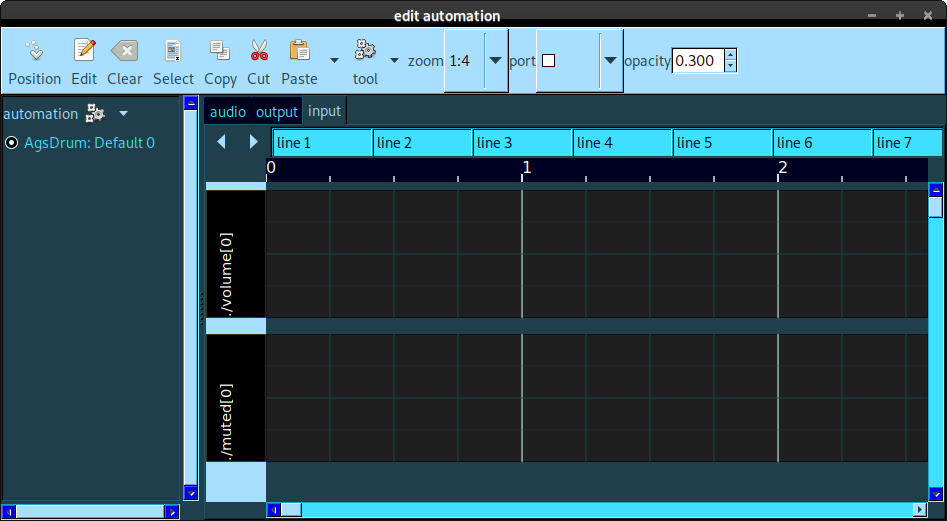 edit automation
Position Edit Clear Select Copy Cut Paste tool zoom 1:4 port opacity 0.300
automation
AgsDrum: Default 0
audio output input
line 1 line 2 line 3 line 4 line 5 line 6 line 7
0 1 2
./volume[0]
./muted[0]